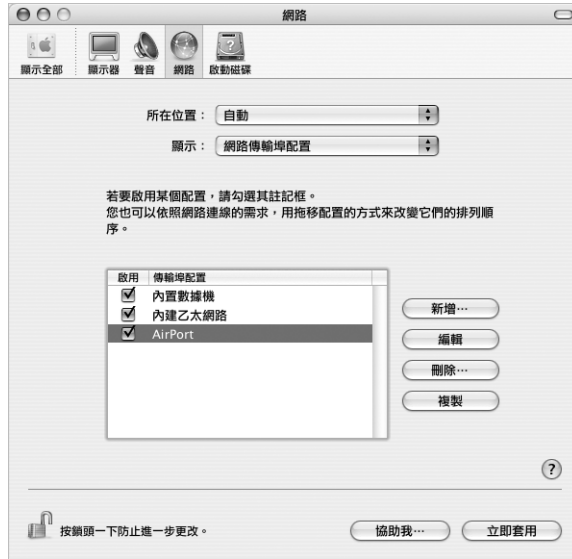 網路
顯示全部 顯示器 聲音 網路 啟動磁碟
所在位置： 自動
顯示： 網路傳輸埠配置
若要啟用某個配置，請勾選其註記框。
您也可以依照網路連線的需求，用拖移配置的方式來改變它們的排列順
序。
啟用 傳輸埠配置
內置數據機
內建乙太網路
AirPort
新增…
編輯
刪除…
複製
?
按鎖頭一下防止進一步更改。 協助我… 立即套用